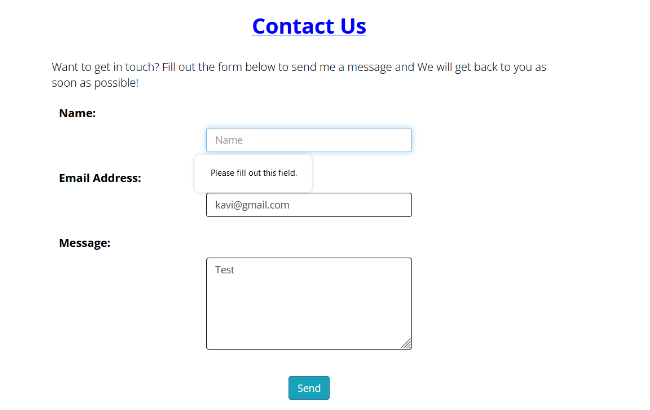 Contact Us
Want to get in touch? Fill out the form below to send me a message and We will get back to you as
soon as possible!
Name:
Name
Please fill out this field.
Email Address:
kavi@gmail.com
Message:
Test
Send